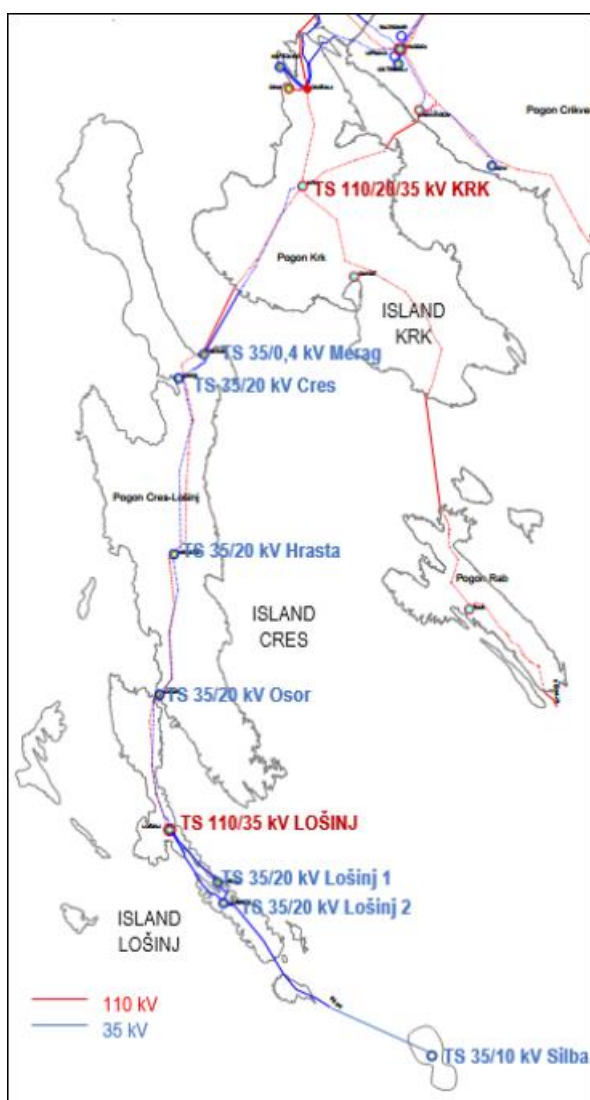 Pogon Crikve
TS 110/20/35 kV KRK
Pogon Krk
ISLAND
KRK
TS 35/0,4 kV Merag
TS 35/20 kV Cres
Pogon Cres-Lošinj
TS 35/20 kV Hrasta
Pogon Rab
ISLAND
CRES
TS 35/20 kV Osor
TS 110/35 kV LOŠINJ
TS 35/20 kV Lošinj 1
TS 35/20 kV Lošinj 2
ISLAND
LOŠINJ
110 kV
35 kV
TS 35/10 kV Silba